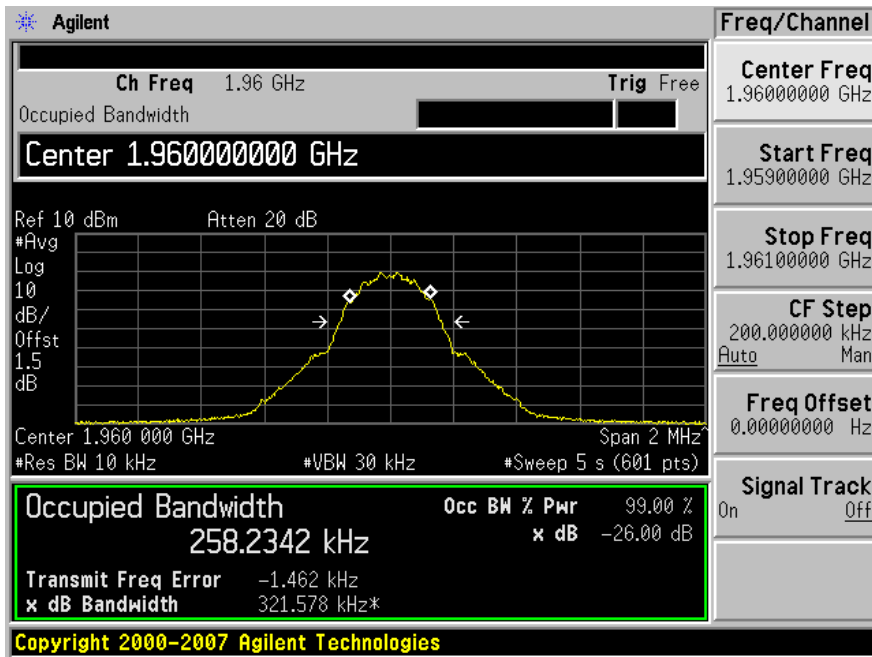 Agilent
Freq/Channel
Ch Freq 1.96 GHz Trig Free
Occupied Bandwidth
Center 1.960000000 GHz
Ref 10 dBm Atten 20 dB
#Avg
Log
10
dB/
Offst
1.5
dB
Center 1.960 000 GHz Span 2 MHz^
#Res BW 10 kHz #VBW 30 kHz #Sweep 5 s (601 pts)
Occupied Bandwidth
258.2342 kHz
Occ BW % Pwr 99.00 %
x dB -26.00 dB
Transmit Freq Error -1.462 kHz
x dB Bandwidth 321.578 kHz*
Copyright 2000-2007 Agilent Technologies
Center Freq
1.96000000 GHz
Start Freq
1.95900000 GHz
Stop Freq
1.96100000 GHz
CF Step
200.000000 kHz
Auto Man
Freq Offset
0.00000000 Hz
Signal Track
On Off